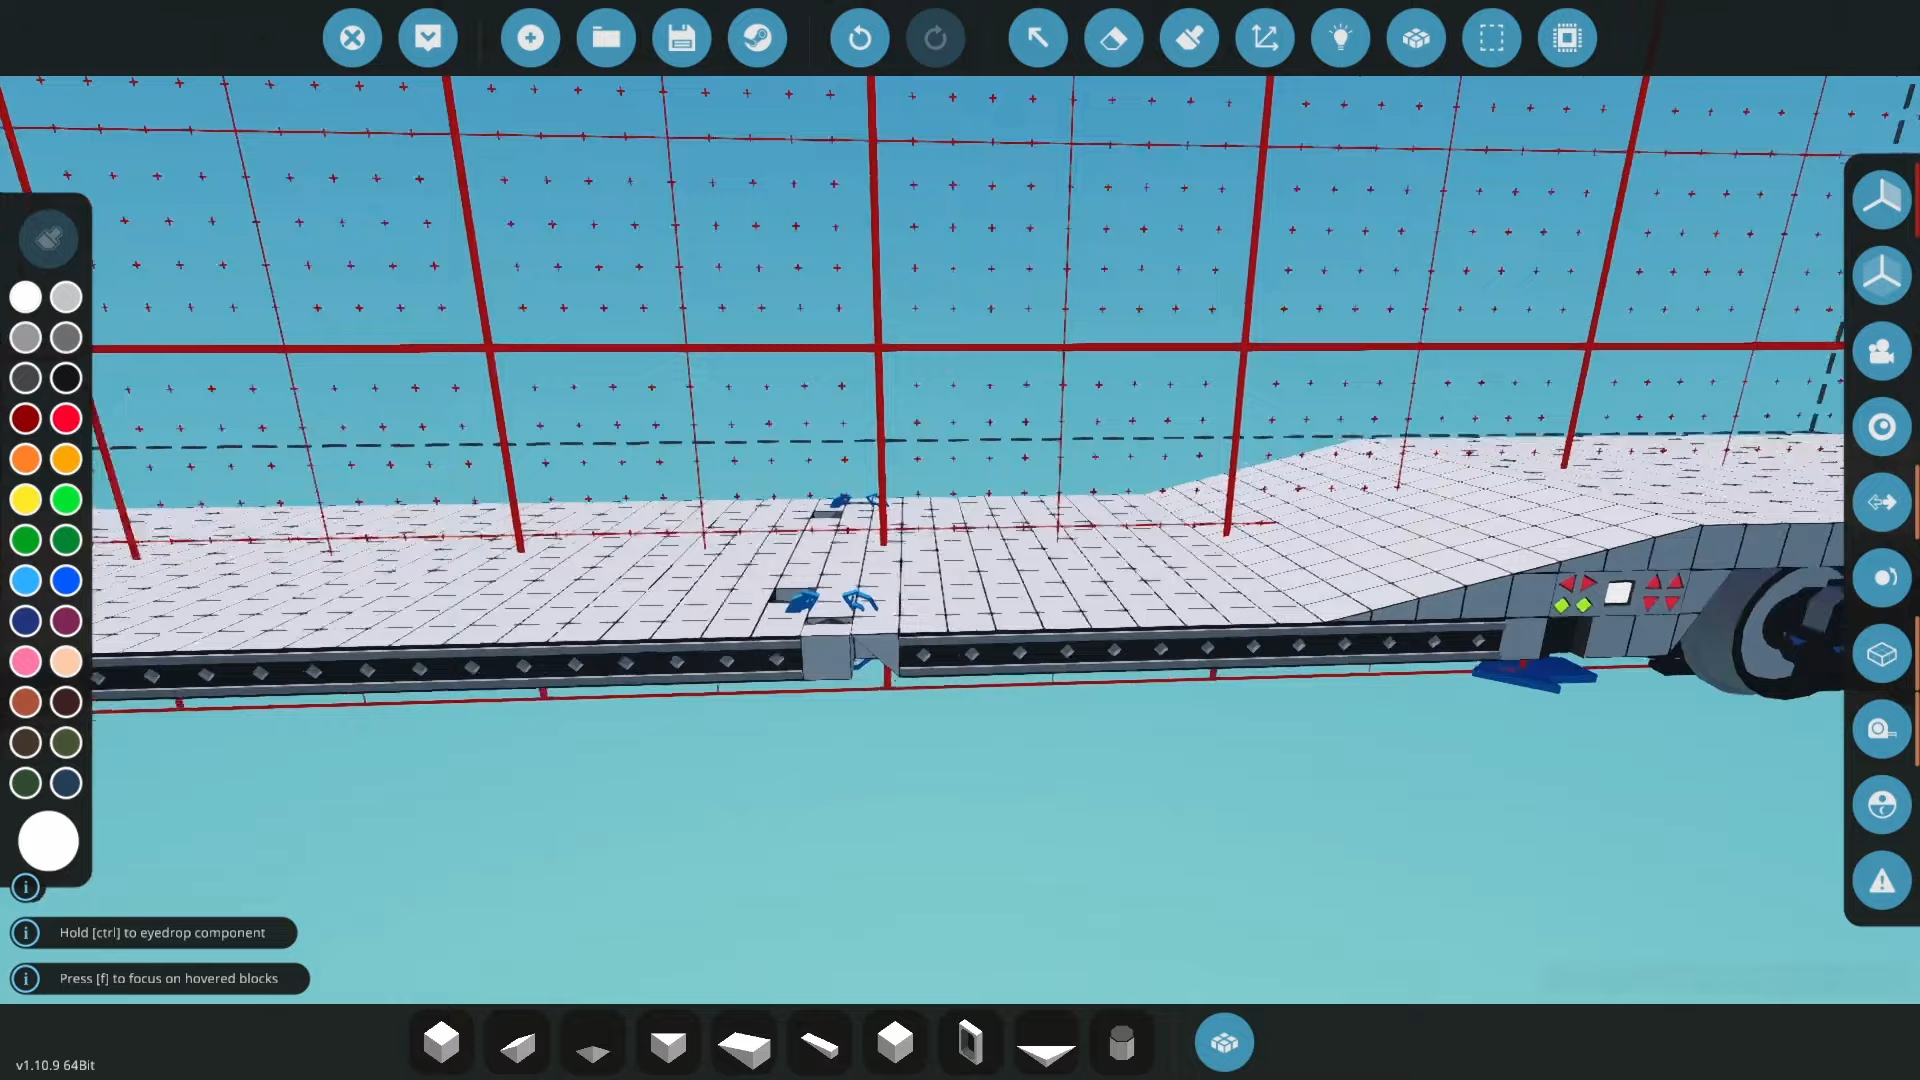 Hold [ctrl] to eyedrop component
Press [f] to focus on hovered blocks
v1.10.9 64Bit